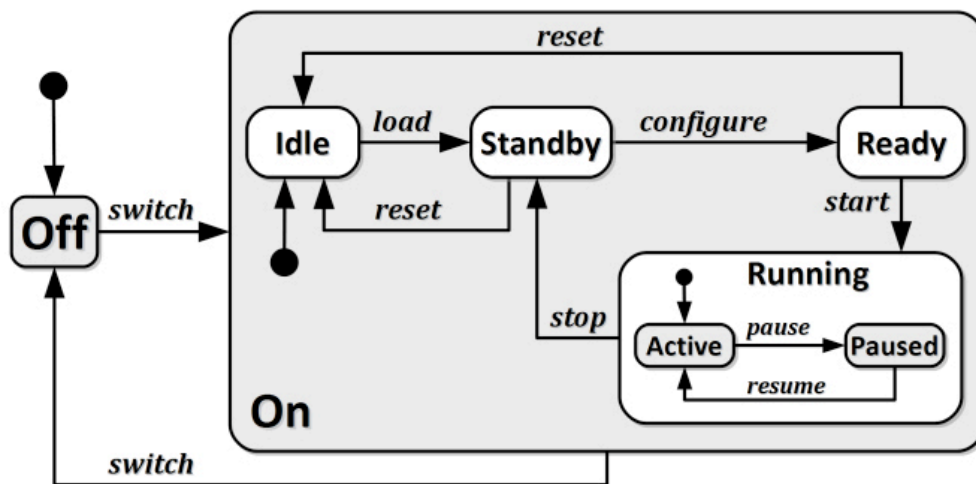 reset
Idle
load
Standby
configure
Ready
Off
switch
reset
start
Running
stop
Active
pause
Paused
resume
On
switch